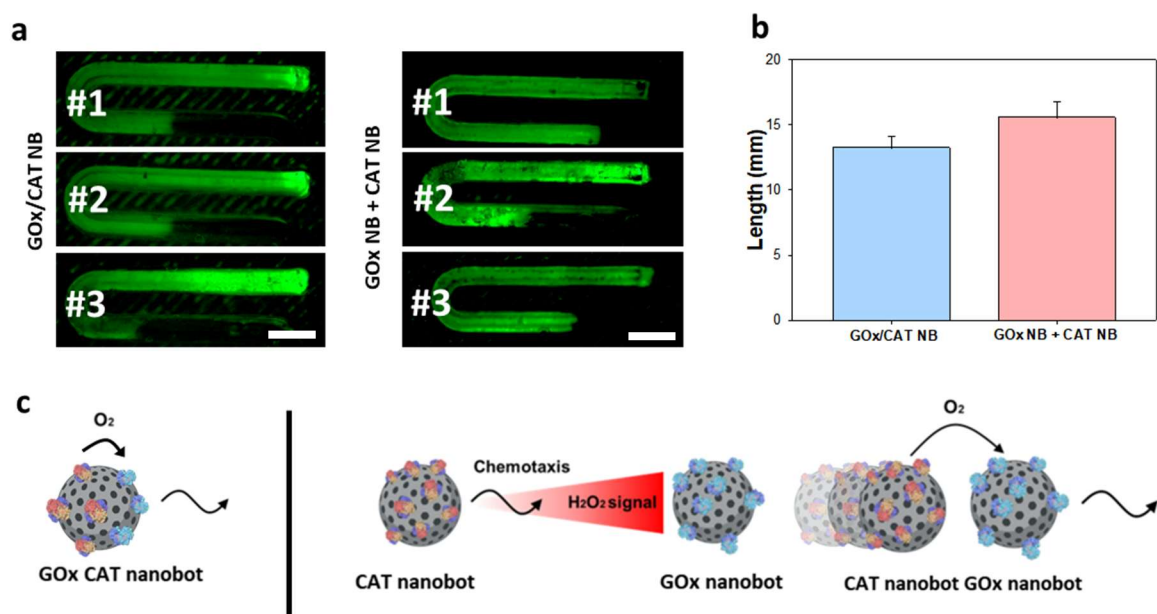 a
GOx/CAT NB
#1
#2
#3
GOx NB + CAT NB
#1
#2
#3
b
Length (mm)
20
15
10
5
0
GOx/CAT NB
GOx NB + CAT NB
c
O₂
GOx CAT nanobot
Chemotaxis
H₂O₂ signal
CAT nanobot
GOx nanobot
O₂
CAT nanobot GOx nanobot